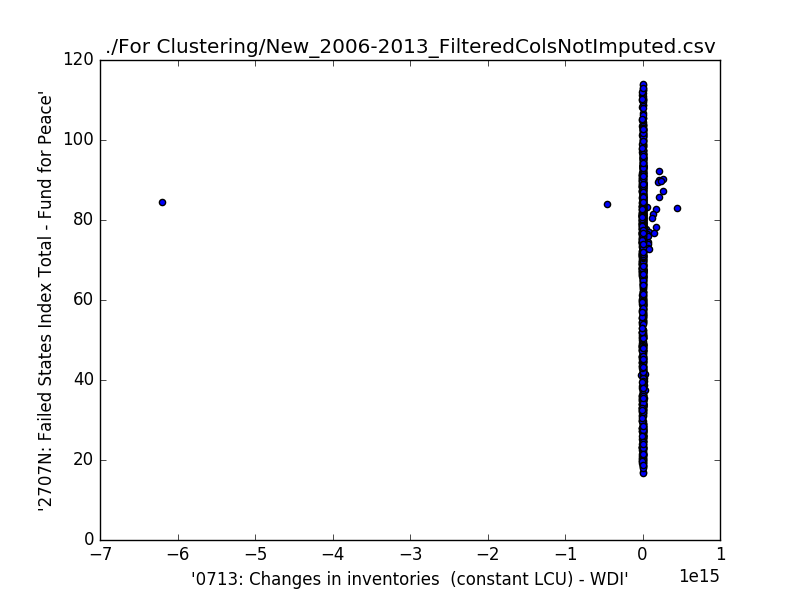 ./For Clustering/New_2006-2013_FilteredColsNotImputed.csv
120
100
80
60
40
20
0
'2707N: Failed States Index Total - Fund for Peace'
−7 −6 −5 −4 −3 −2 −1 0 1
1e15
'0713: Changes in inventories  (constant LCU) - WDI'